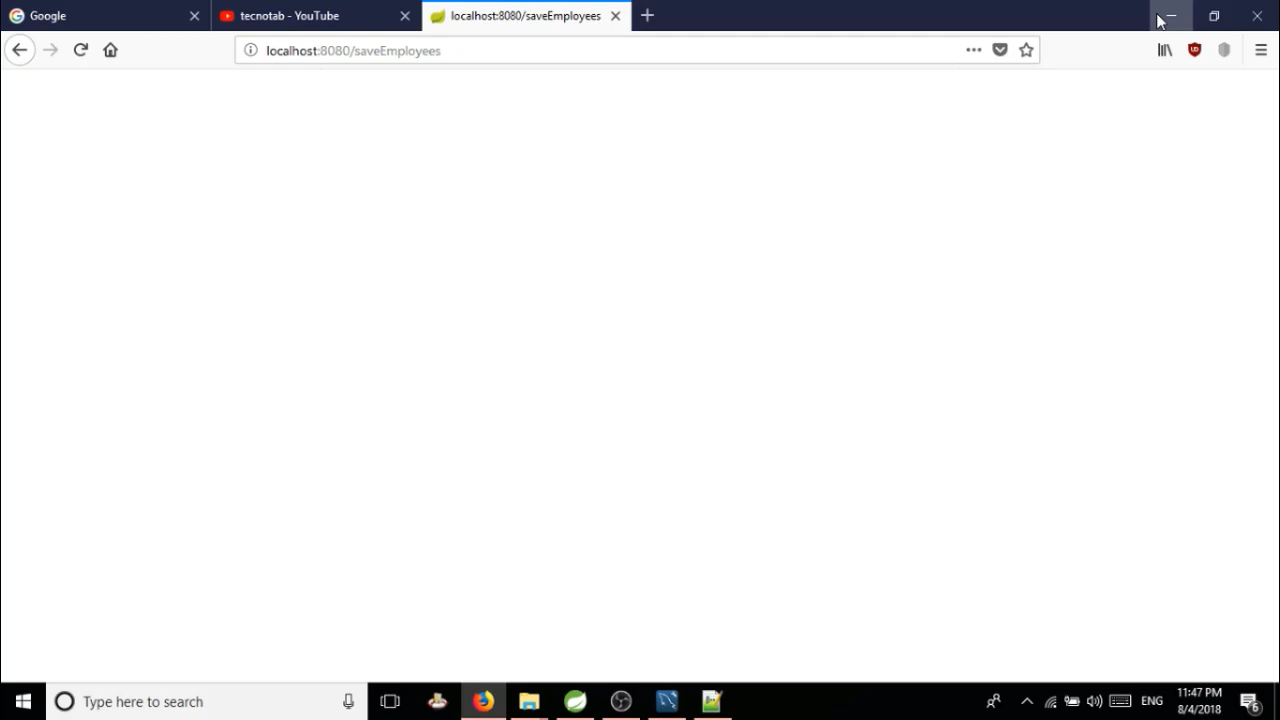 Google
tecnotab - YouTube
localhost:8080/saveEmployees
localhost:8080/saveEmployees
Type here to search
ENG
11:47 PM
8/4/2018
6